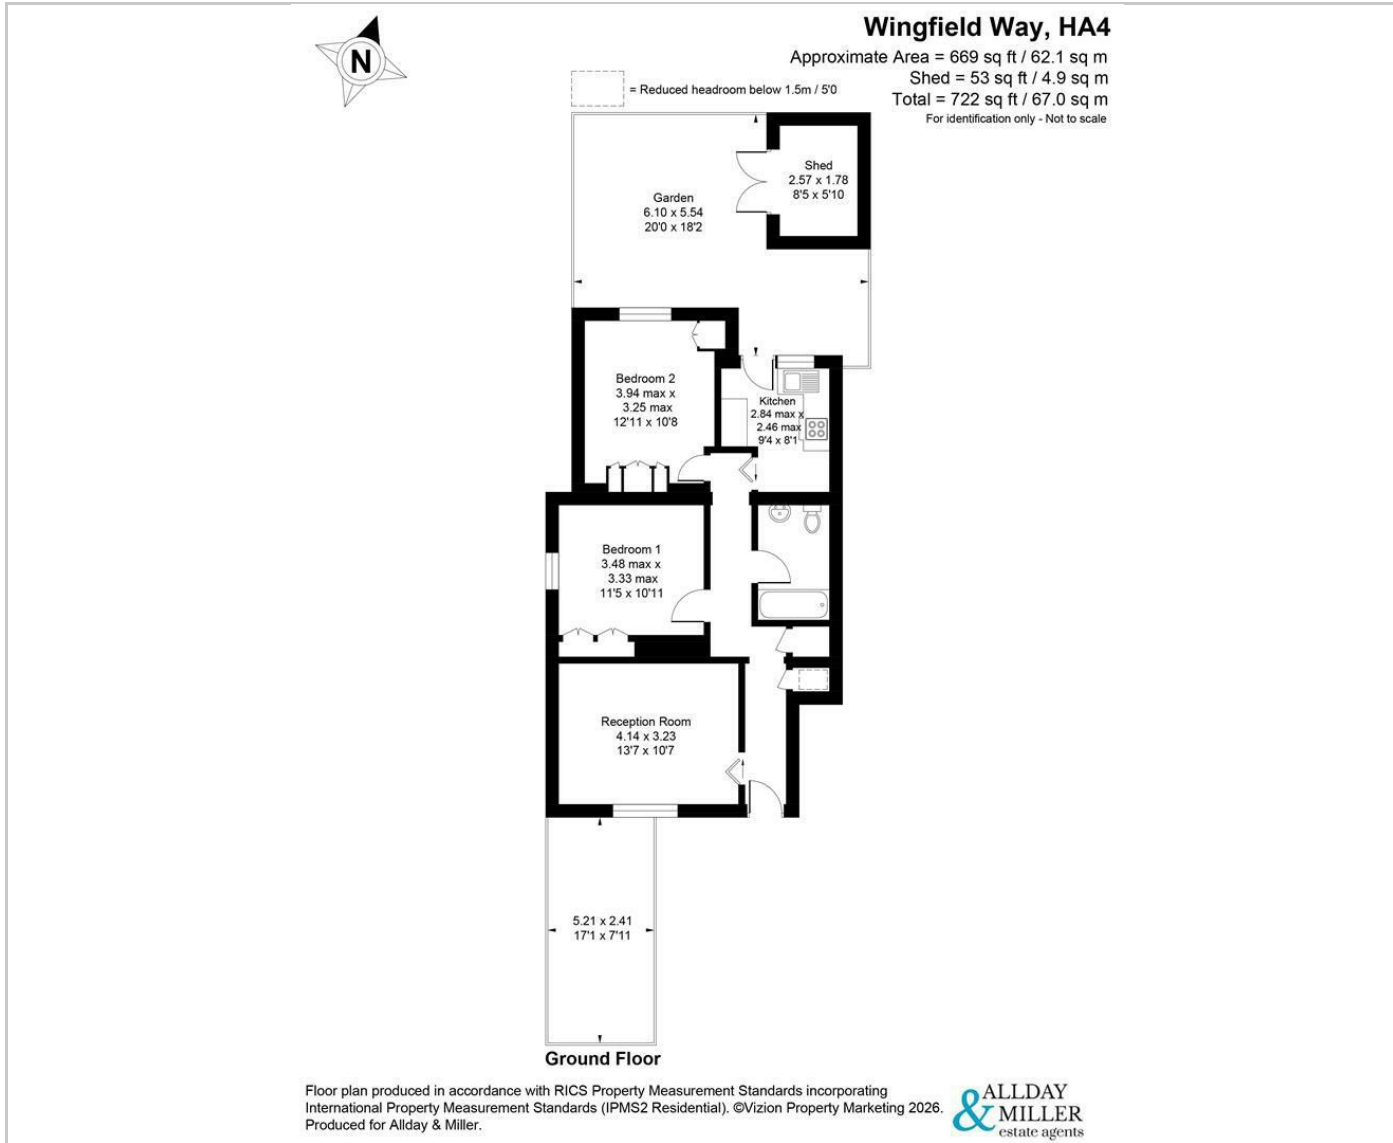 Wingfield Way, HA4
Approximate Area = 669 sq ft / 62.1 sq m
Shed = 53 sq ft / 4.9 sq m
Total = 722 sq ft / 67.0 sq m
For identification only - Not to scale
N
= Reduced headroom below 1.5m / 5'0
Shed
2.57 x 1.78
8'5 x 5'10
Garden
6.10 x 5.54
20'0 x 18'2
Bedroom 2
3.94 max x
3.25 max
12'11 x 10'8
Kitchen
2.84 max x
2.46 max
9'4 x 8'1
Bedroom 1
3.48 max x
3.33 max
11'5 x 10'11
Reception Room
4.14 x 3.23
13'7 x 10'7
5.21 x 2.41
17'1 x 7'11
Ground Floor
Floor plan produced in accordance with RICS Property Measurement Standards incorporating
International Property Measurement Standards (IPMS2 Residential). ©Vizion Property Marketing 2026.
Produced for Allday & Miller.
ALLDAY
& MILLER
estate agents